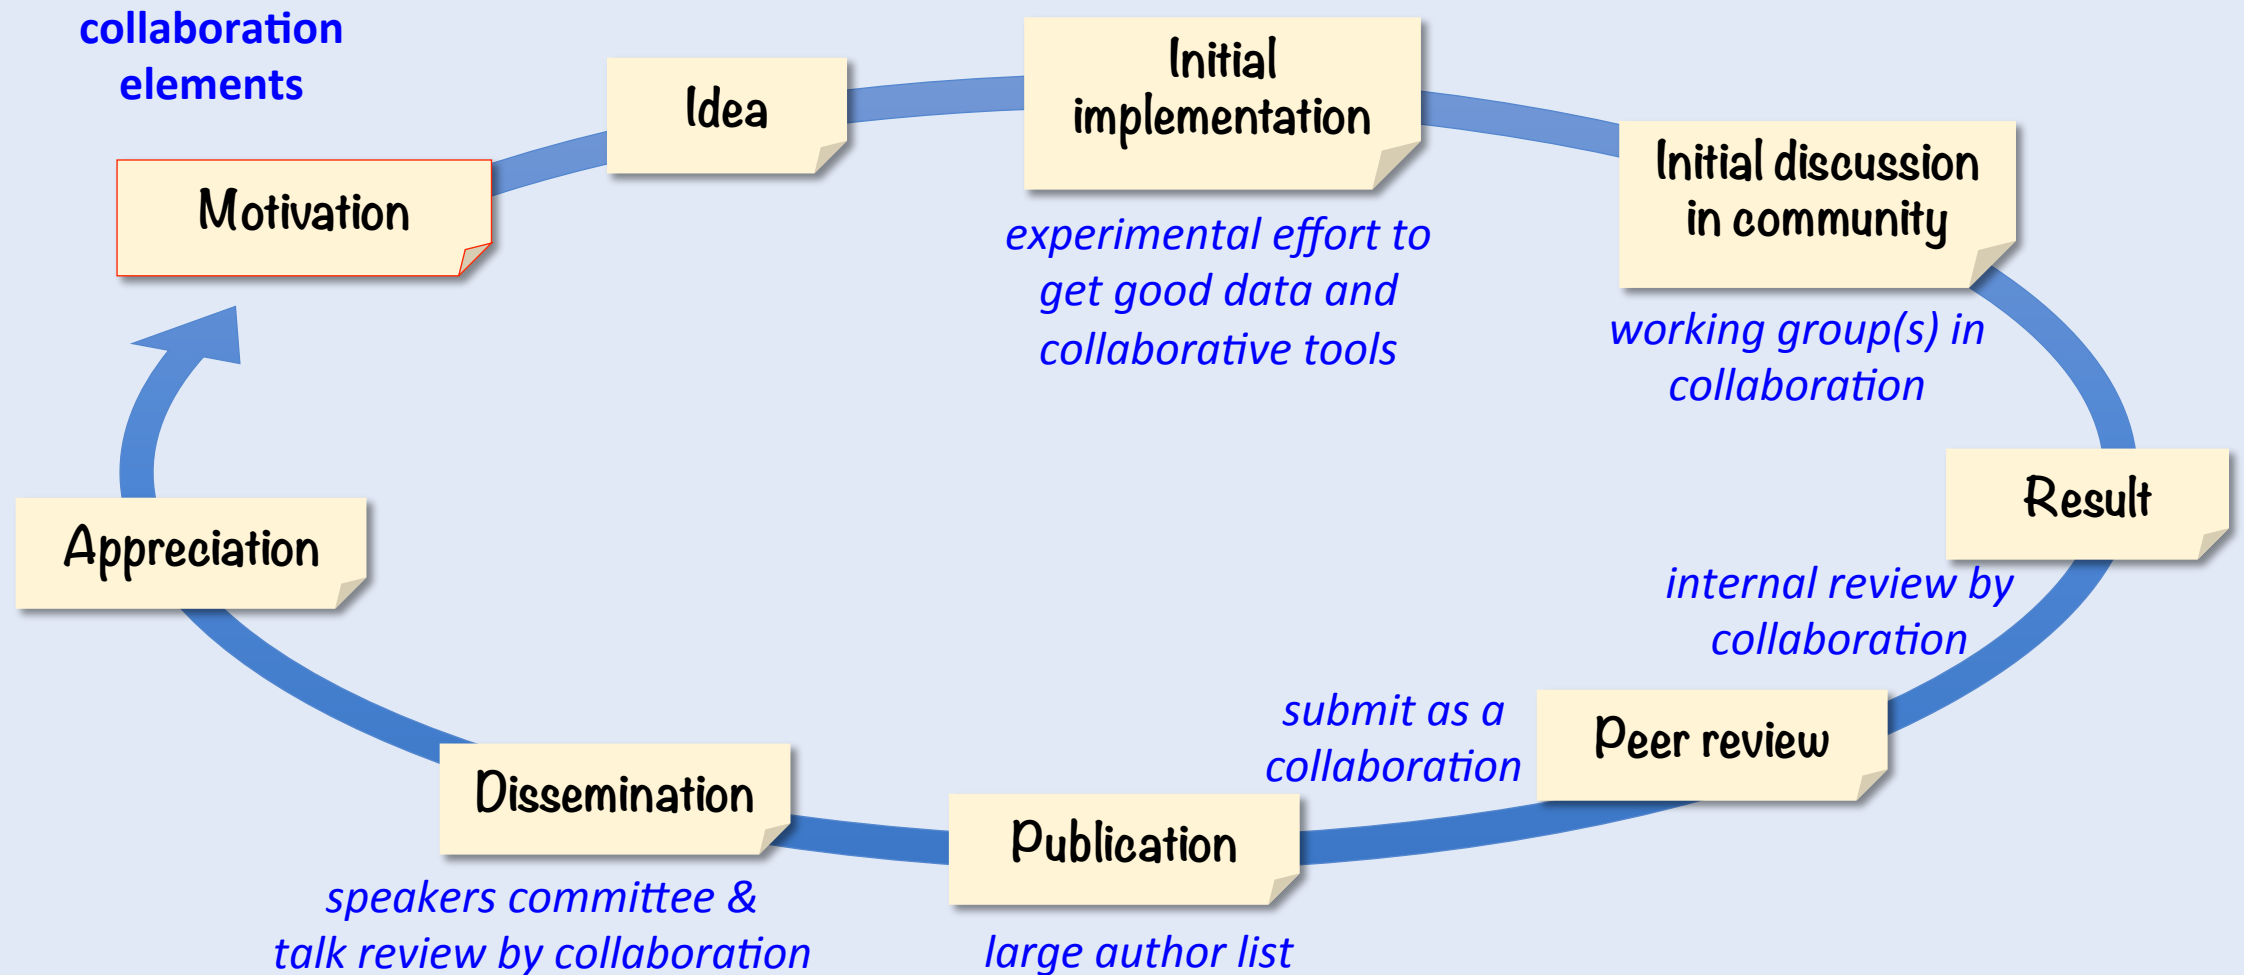 collaboration
elements
Motivation
Idea
Initial
implementation
experimental effort to
get good data and
collaborative tools
Initial discussion
in community
working group(s) in
collaboration
Result
internal review by
collaboration
Peer review
submit as a
collaboration
Publication
large author list
Dissemination
speakers committee &
talk review by collaboration
Appreciation